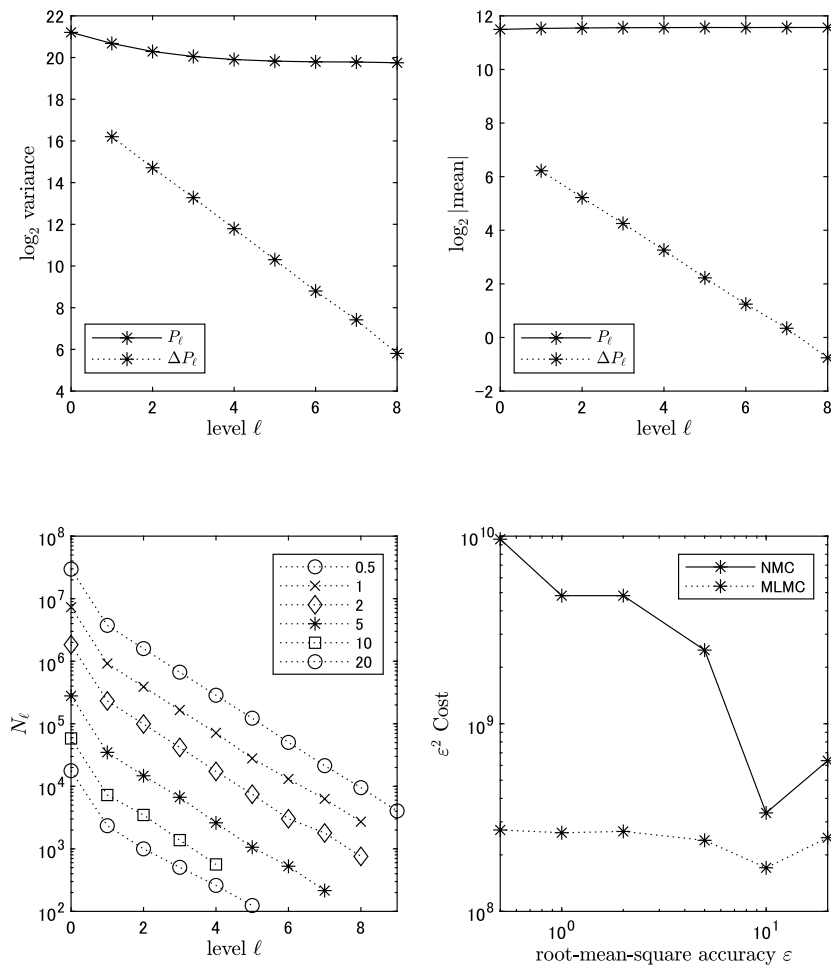 22
20
18
16
14
12
10
8
6
4
log₂ variance
P_ℓ
ΔP_ℓ
0 2 4 6 8
level ℓ
12
10
8
6
4
2
0
-2
log₂ |mean|
P_ℓ
ΔP_ℓ
0 2 4 6 8
level ℓ
10⁸
10⁷
10⁶
10⁵
10⁴
10³
10²
N_ℓ
0.5
1
2
5
10
20
0 2 4 6 8
level ℓ
10¹⁰
10⁹
10⁸
ε² Cost
NMC
MLMC
10⁰ 10¹
root-mean-square accuracy ε